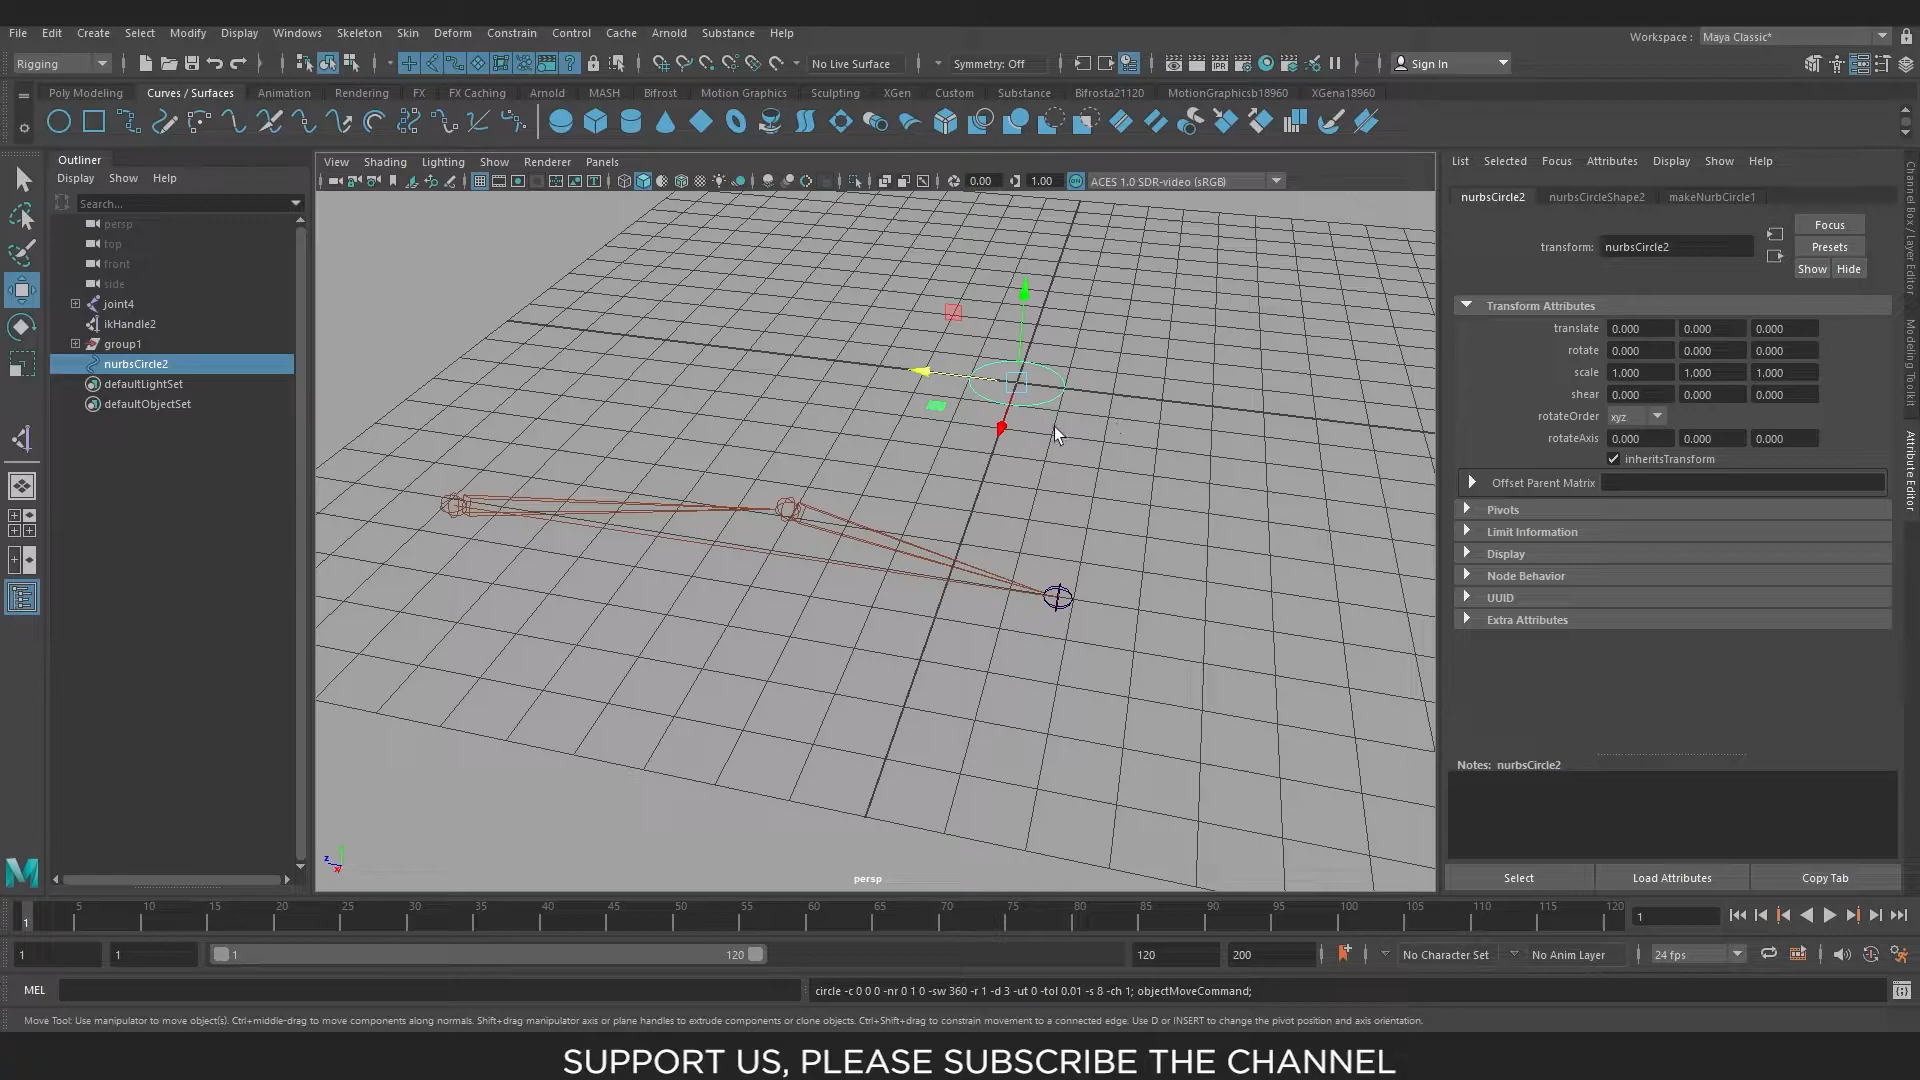 File Edit Create Select Modify Display Windows Skeleton Skin Deform Constrain Control Cache Arnold Substance Help
Workspace : Maya Classic*
Rigging No Live Surface Symmetry: Off Sign In
Poly Modeling Curves / Surfaces Animation Rendering FX FX Caching Arnold MASH Bifrost Motion Graphics Sculpting XGen Custom Substance Bifrosta21120 MotionGraphicsb18960 XGena18960
Outliner
Display Show Help
Search...
persp
top
front
side
joint4
ikHandle2
group1
nurbsCircle2
defaultLightSet
defaultObjectSet
View Shading Lighting Show Renderer Panels
0.00 1.00 ACES 1.0 SDR-video (sRGB)
z y x
persp
List Selected Focus Attributes Display Show Help
nurbsCircle2 nurbsCircleShape2 makeNurbCircle1
transform: nurbsCircle2
Focus
Presets
Show Hide
Transform Attributes
translate 0.000 0.000 0.000
rotate 0.000 0.000 0.000
scale 1.000 1.000 1.000
shear 0.000 0.000 0.000
rotateOrder xyz
rotateAxis 0.000 0.000 0.000
inheritsTransform
Offset Parent Matrix
Pivots
Limit Information
Display
Node Behavior
UUID
Extra Attributes
Notes: nurbsCircle2
Select Load Attributes Copy Tab
Channel Box / Layer Editor
Modeling Toolkit
Attribute Editor
5 10 15 20 25 30 35 40 45 50 55 60 65 70 75 80 85 90 95 100 105 110 115 120
1 1
1 1 1 120 120 200 No Character Set No Anim Layer 24 fps
MEL circle -c 0 0 0 -nr 0 1 0 -sw 360 -r 1 -d 3 -ut 0 -tol 0.01 -s 8 -ch 1; objectMoveCommand;
Move Tool: Use manipulator to move object(s). Ctrl+middle-drag to move components along normals. Shift+drag manipulator axis or plane handles to extrude components or clone objects. Ctrl+Shift+drag to constrain movement to a connected edge. Use D or INSERT to change the pivot position and axis orientation.
SUPPORT US, PLEASE SUBSCRIBE THE CHANNEL